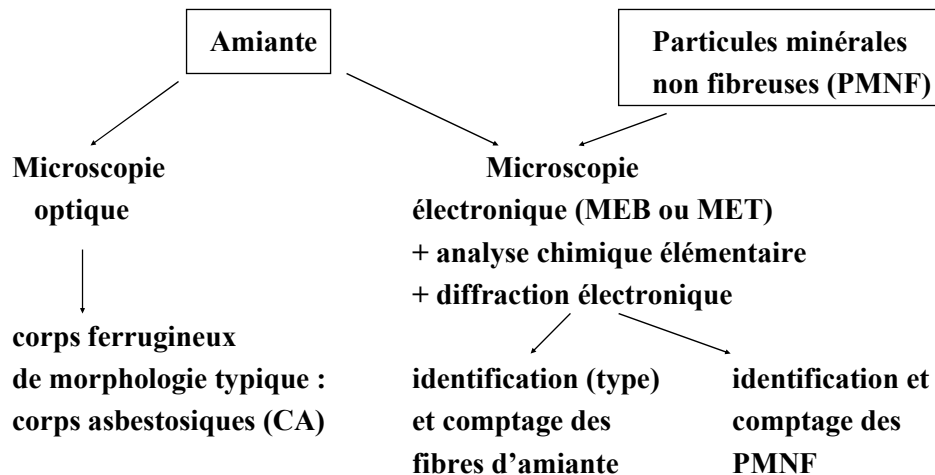 Amiante
Particules minérales
non fibreuses (PMNF)
Microscopie
optique
Microscopie
électronique (MEB ou MET)
+ analyse chimique élémentaire
+ diffraction électronique
corps ferrugineux
de morphologie typique :
corps asbestosiques (CA)
identification (type)
et comptage des
fibres d’amiante
identification et
comptage des
PMNF